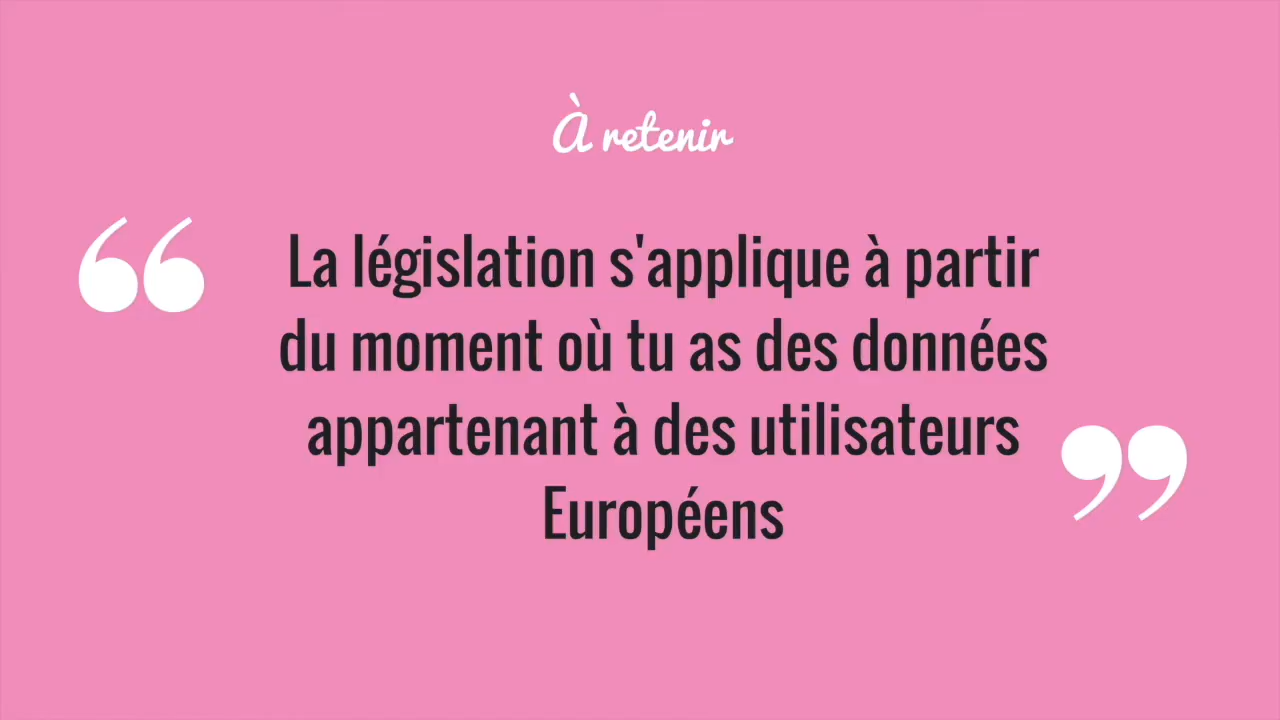 À retenir
“
La législation s'applique à partir
du moment où tu as des données
appartenant à des utilisateurs
Européens
”